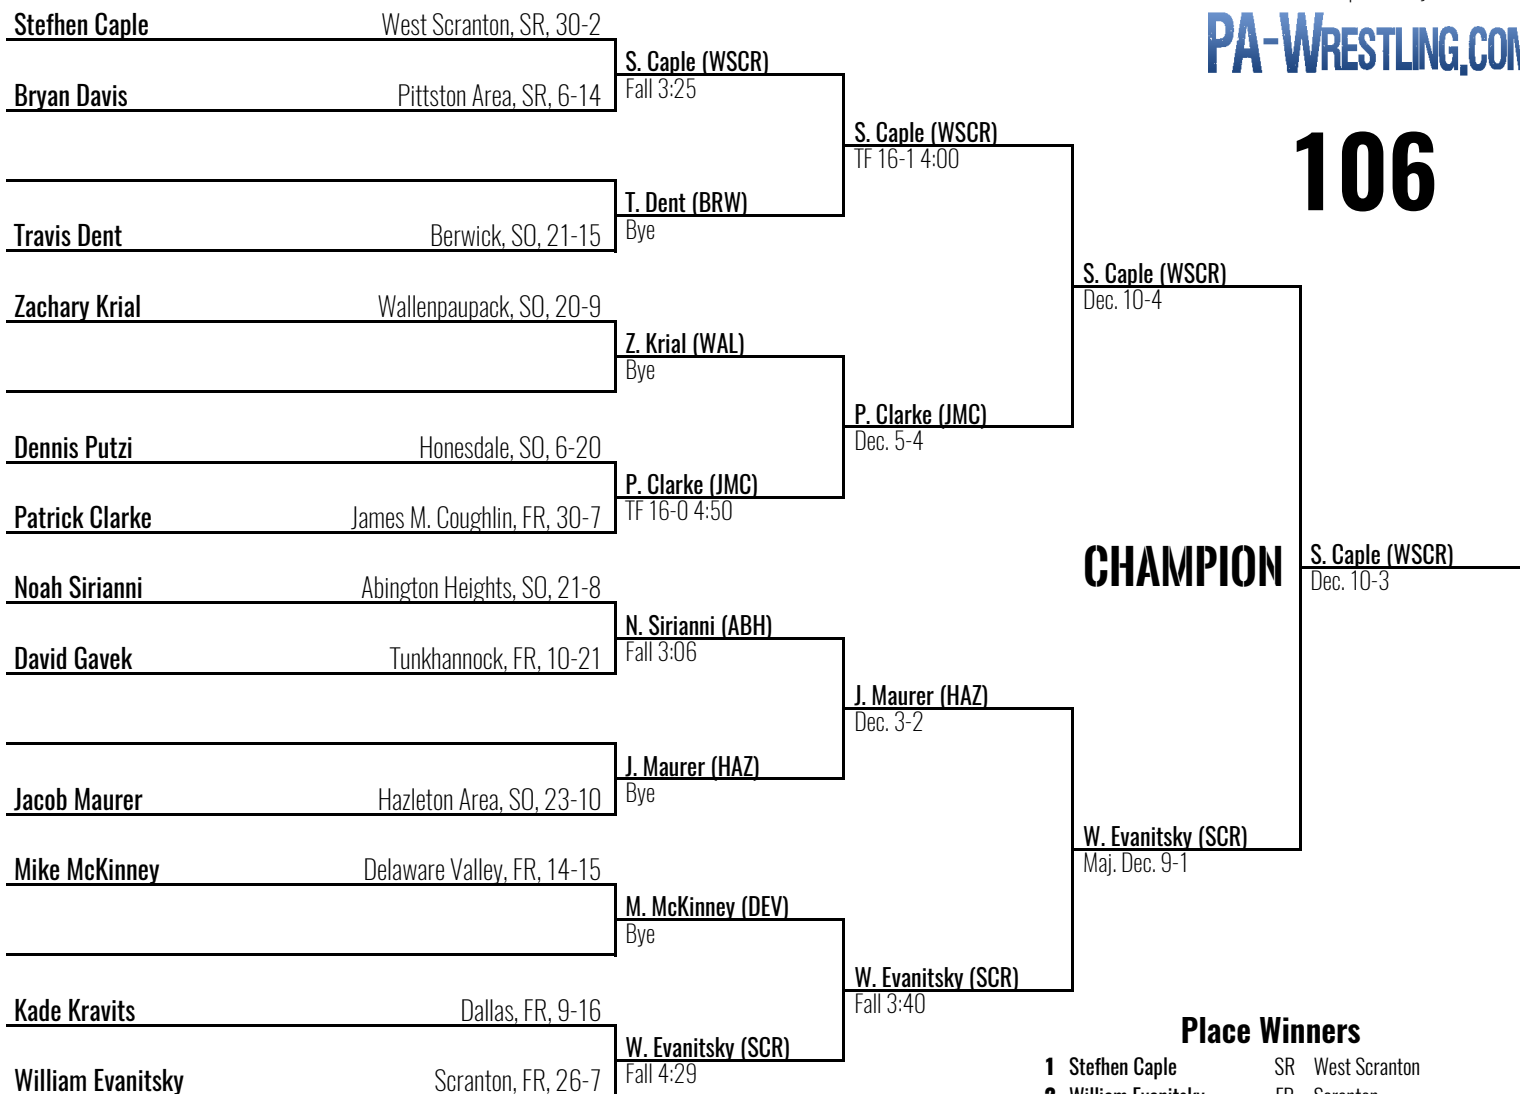 PA-WRESTLING.COM
106
Stefhen Caple West Scranton, SR, 30-2
S. Caple (WSCR)
Fall 3:25
Bryan Davis Pittston Area, SR, 6-14
S. Caple (WSCR)
TF 16-1 4:00
T. Dent (BRW)
Bye
Travis Dent Berwick, SO, 21-15
S. Caple (WSCR)
Dec. 10-4
Zachary Krial Wallenpaupack, SO, 20-9
Z. Krial (WAL)
Bye
P. Clarke (JMC)
Dec. 5-4
Dennis Putzi Honesdale, SO, 6-20
P. Clarke (JMC)
TF 16-0 4:50
Patrick Clarke James M. Coughlin, FR, 30-7
CHAMPION
S. Caple (WSCR)
Dec. 10-3
Noah Sirianni Abington Heights, SO, 21-8
N. Sirianni (ABH)
Fall 3:06
David Gavek Tunkhannock, FR, 10-21
J. Maurer (HAZ)
Dec. 3-2
J. Maurer (HAZ)
Bye
Jacob Maurer Hazleton Area, SO, 23-10
W. Evanitsky (SCR)
Maj. Dec. 9-1
Mike McKinney Delaware Valley, FR, 14-15
M. McKinney (DEV)
Bye
W. Evanitsky (SCR)
Fall 3:40
Kade Kravits Dallas, FR, 9-16
W. Evanitsky (SCR)
Fall 4:29
William Evanitsky Scranton, FR, 26-7
Place Winners
1 Stefhen Caple SR West Scranton
2 William Evanitsky FR Scranton